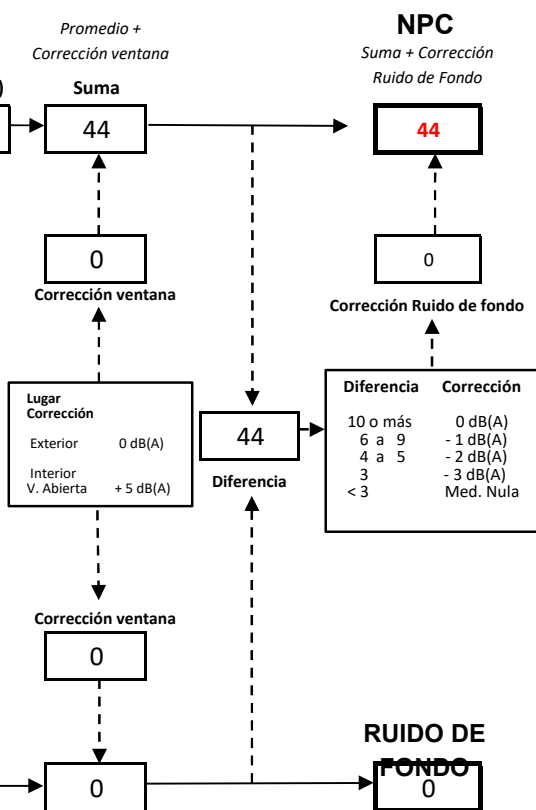 Promedio +
Corrección ventana
NPC
Suma + Corrección
Ruido de Fondo
)
Suma
44
44
0
Corrección ventana
0
Corrección Ruido de fondo
Lugar
Corrección
Exterior 0 dB(A)
Interior
V. Abierta + 5 dB(A)
44
Diferencia
Diferencia Corrección
10 o más 0 dB(A)
6 a 9 - 1 dB(A)
4 a 5 - 2 dB(A)
3 - 3 dB(A)
< 3 Med. Nula
Corrección ventana
0
RUIDO DE
FONDO
0
0